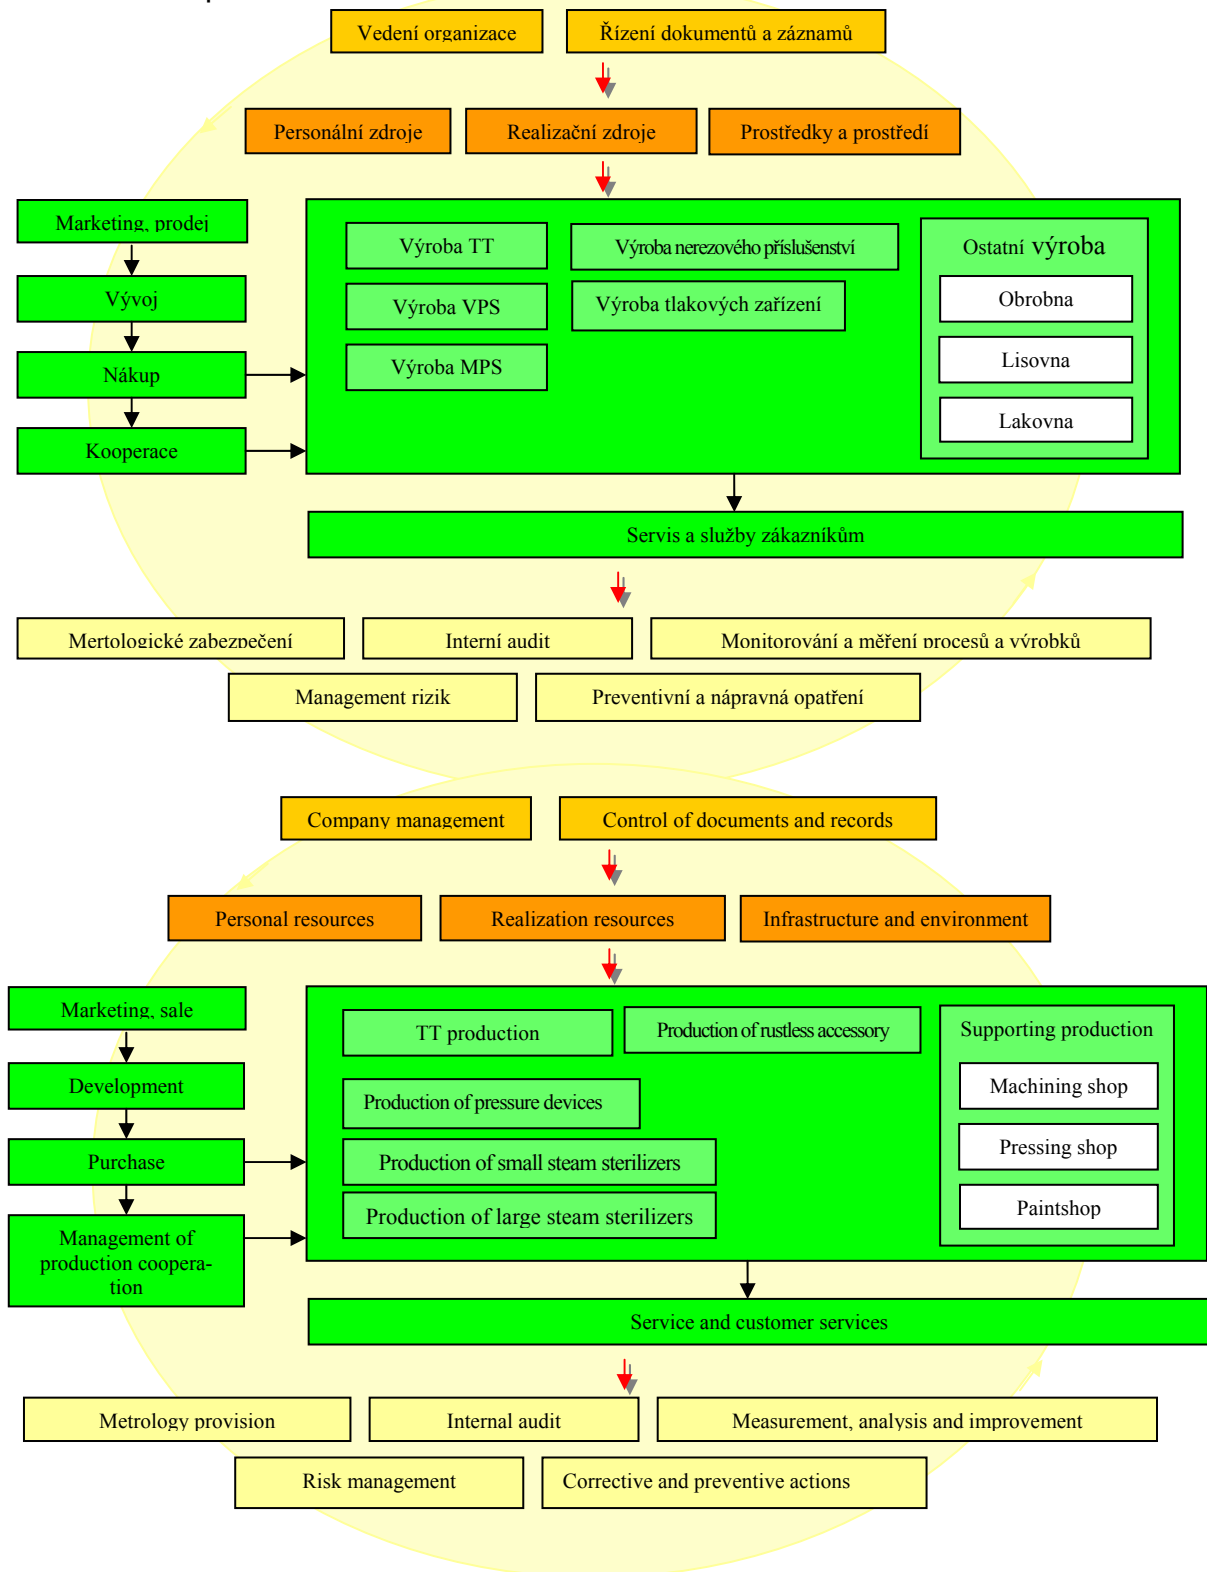 Vedení organizace
Řízení dokumentů a záznamů
Personální zdroje
Realizační zdroje
Prostředky a prostředí
Marketing, prodej
Vývoj
Nákup
Kooperace
Výroba TT
Výroba nerezového příslušenství
Výroba VPS
Výroba tlakových zařízení
Výroba MPS
Ostatní výroba
Obrobna
Lisovna
Lakovna
Servis a služby zákazníkům
Mertologické zabezpečení
Interní audit
Monitorování a měření procesů a výrobků
Management rizik
Preventivní a nápravná opatření
Company management
Control of documents and records
Personal resources
Realization resources
Infrastructure and environment
Marketing, sale
Development
Purchase
Management of
production coopera-
tion
TT production
Production of rustless accessory
Production of pressure devices
Production of small steam sterilizers
Production of large steam sterilizers
Supporting production
Machining shop
Pressing shop
Paintshop
Service and customer services
Metrology provision
Internal audit
Measurement, analysis and improvement
Risk management
Corrective and preventive actions